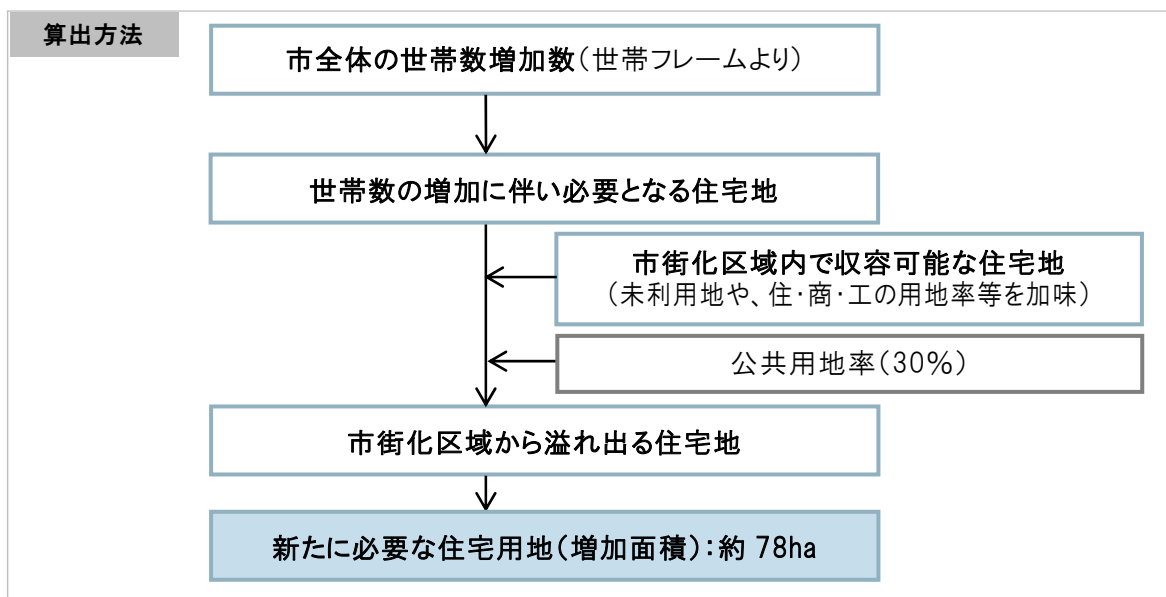 算出方法
市全体の世帯数増加数（世帯フレームより）
世帯数の増加に伴い必要となる住宅地
市街化区域内で収容可能な住宅地
（未利用地や、住・商・工の用地率等を加味）
公共用地率（30％）
市街化区域から溢れ出る住宅地
新たに必要な住宅用地（増加面積）：約 78ha